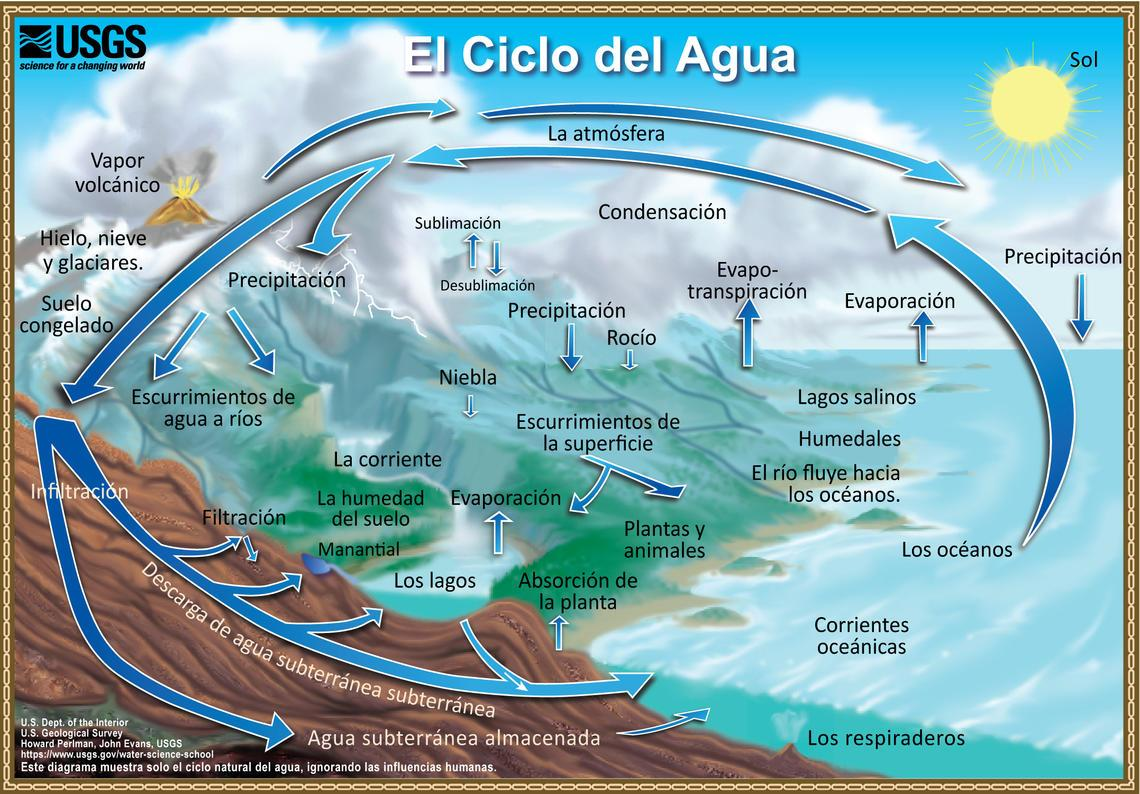 USGS
science for a changing world
El Ciclo del Agua
Sol
La atmósfera
Vapor
volcánico
Condensación
Sublimación
Desublimación
Hielo, nieve
y glaciares.
Precipitación
Precipitación
Evapo-
transpiración
Evaporación
Suelo
congelado
Precipitación
Rocío
Niebla
Escurrimientos de
agua a ríos
Lagos salinos
Escurrimientos de
la superficie
Humedales
La corriente
El río fluye hacia
los océanos.
Infiltración
La humedad
del suelo
Evaporación
Filtración
Plantas y
animales
Manantial
Los océanos
Los lagos
Absorción de
la planta
Corrientes
oceánicas
Descarga de agua subterránea subterránea
Agua subterránea almacenada
Los respiraderos
U.S. Dept. of the Interior
U.S. Geological Survey
Howard Perlman, John Evans, USGS
https://www.usgs.gov/water-science-school
Este diagrama muestra solo el ciclo natural del agua, ignorando las influencias humanas.